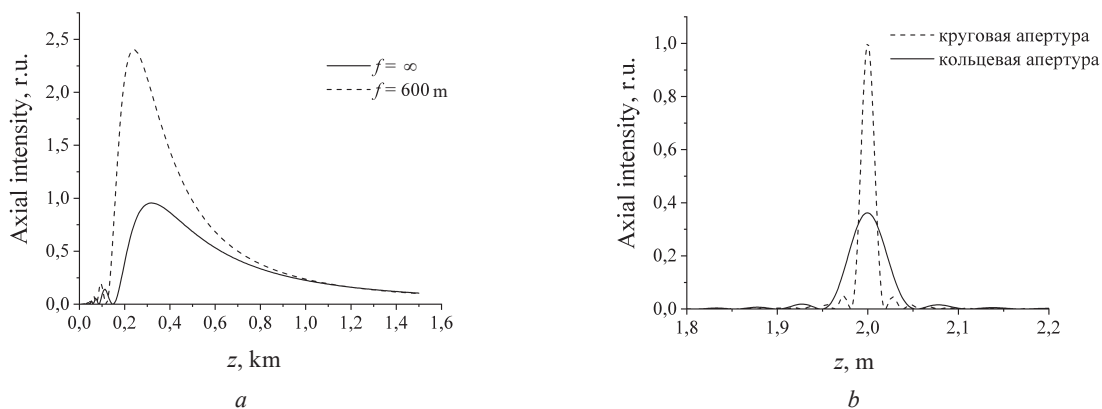 Axial intensity, r.u.
2,5
2,0
1,5
1,0
0,5
0,0
f = ∞
f = 600 m
0,0 0,2 0,4 0,6 0,8 1,0 1,2 1,4 1,6
z, km
a
Axial intensity, r.u.
1,0
0,8
0,6
0,4
0,2
0,0
круговая апертура
кольцевая апертура
1,8 1,9 2,0 2,1 2,2
z, m
b